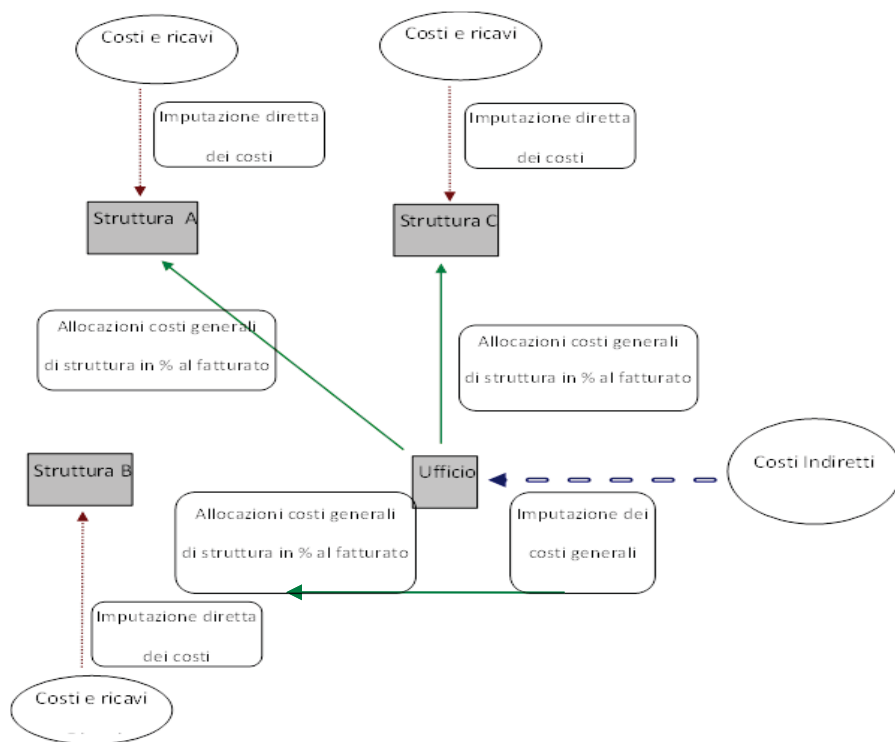 Costi e ricavi
Costi e ricavi
Imputazione diretta
dei costi
Imputazione diretta
dei costi
Struttura A
Struttura C
Allocazioni costi generali
di struttura in % al fatturato
Allocazioni costi generali
di struttura in % al fatturato
Struttura B
Ufficio
Costi Indiretti
Allocazioni costi generali
di struttura in % al fatturato
Imputazione dei
costi generali
Imputazione diretta
dei costi
Costi e ricavi